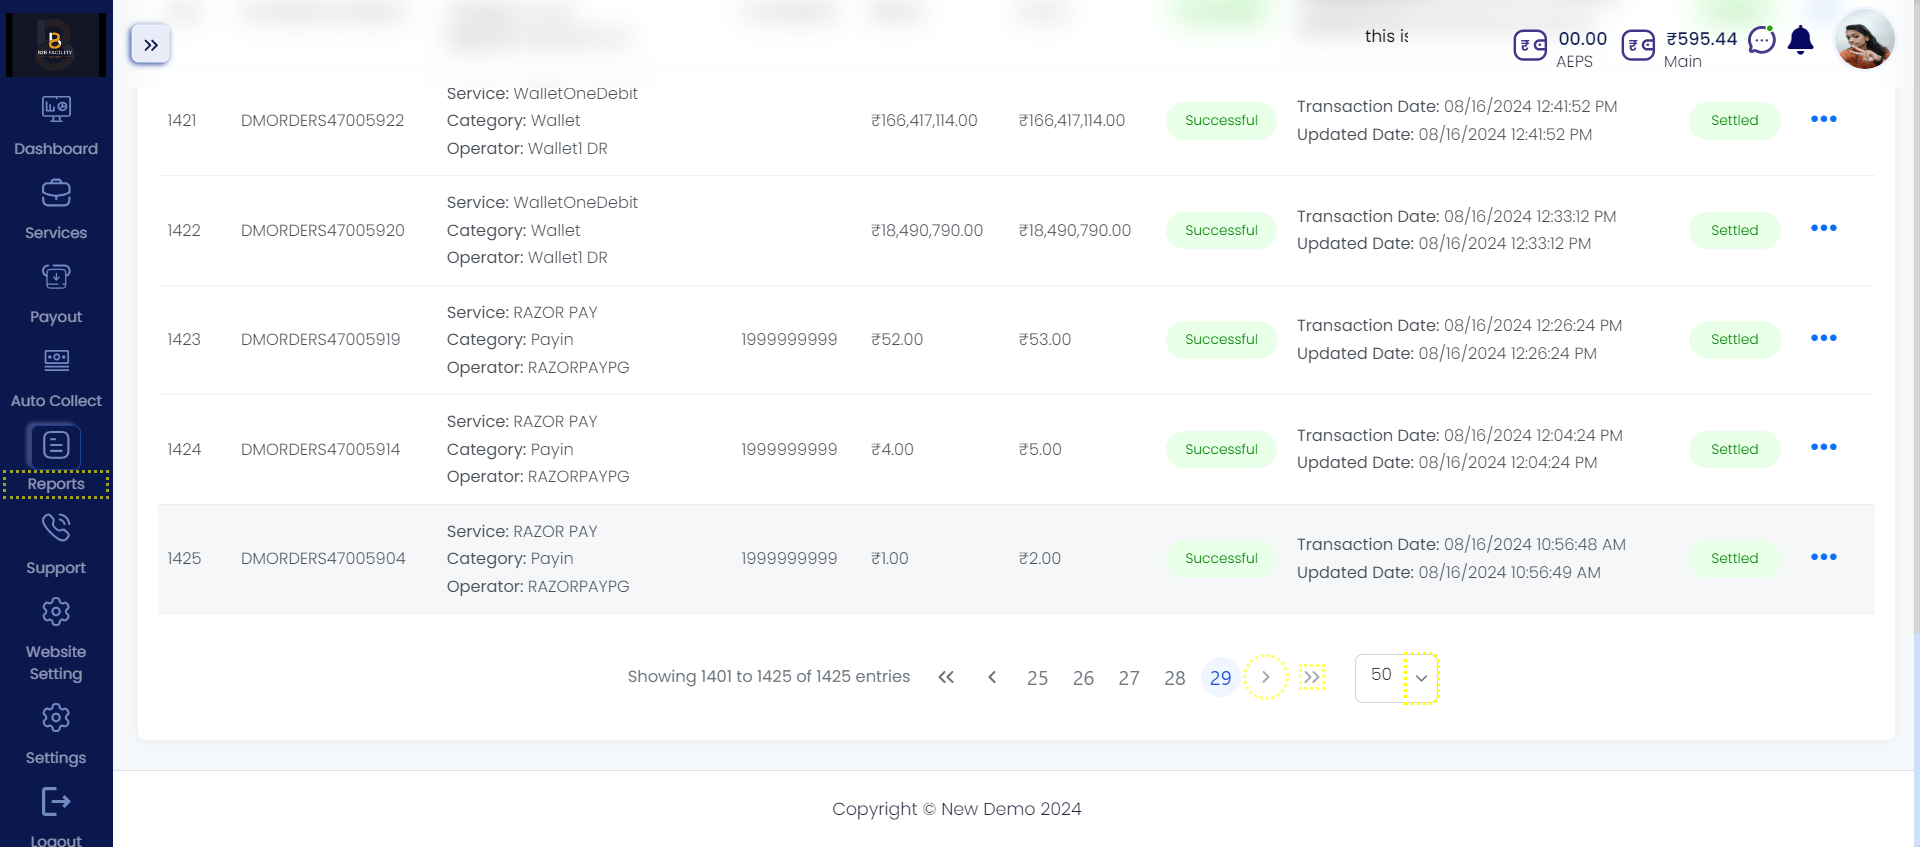 B2B FACILITY
this is
00.00
AEPS
₹595.44
Main
Dashboard
Services
Payout
Auto Collect
Reports
Support
Website
Setting
Settings
Logout
1421 DMORDERS47005922 Service: WalletOneDebit Category: Wallet Operator: Wallet1 DR ₹166,417,114.00 ₹166,417,114.00 Successful Transaction Date: 08/16/2024 12:41:52 PM Updated Date: 08/16/2024 12:41:52 PM Settled
1422 DMORDERS47005920 Service: WalletOneDebit Category: Wallet Operator: Wallet1 DR ₹18,490,790.00 ₹18,490,790.00 Successful Transaction Date: 08/16/2024 12:33:12 PM Updated Date: 08/16/2024 12:33:12 PM Settled
1423 DMORDERS47005919 Service: RAZOR PAY Category: Payin Operator: RAZORPAYPG 1999999999 ₹52.00 ₹53.00 Successful Transaction Date: 08/16/2024 12:26:24 PM Updated Date: 08/16/2024 12:26:24 PM Settled
1424 DMORDERS47005914 Service: RAZOR PAY Category: Payin Operator: RAZORPAYPG 1999999999 ₹4.00 ₹5.00 Successful Transaction Date: 08/16/2024 12:04:24 PM Updated Date: 08/16/2024 12:04:24 PM Settled
1425 DMORDERS47005904 Service: RAZOR PAY Category: Payin Operator: RAZORPAYPG 1999999999 ₹1.00 ₹2.00 Successful Transaction Date: 08/16/2024 10:56:48 AM Updated Date: 08/16/2024 10:56:49 AM Settled
Showing 1401 to 1425 of 1425 entries 25 26 27 28 29 50
Copyright © New Demo 2024